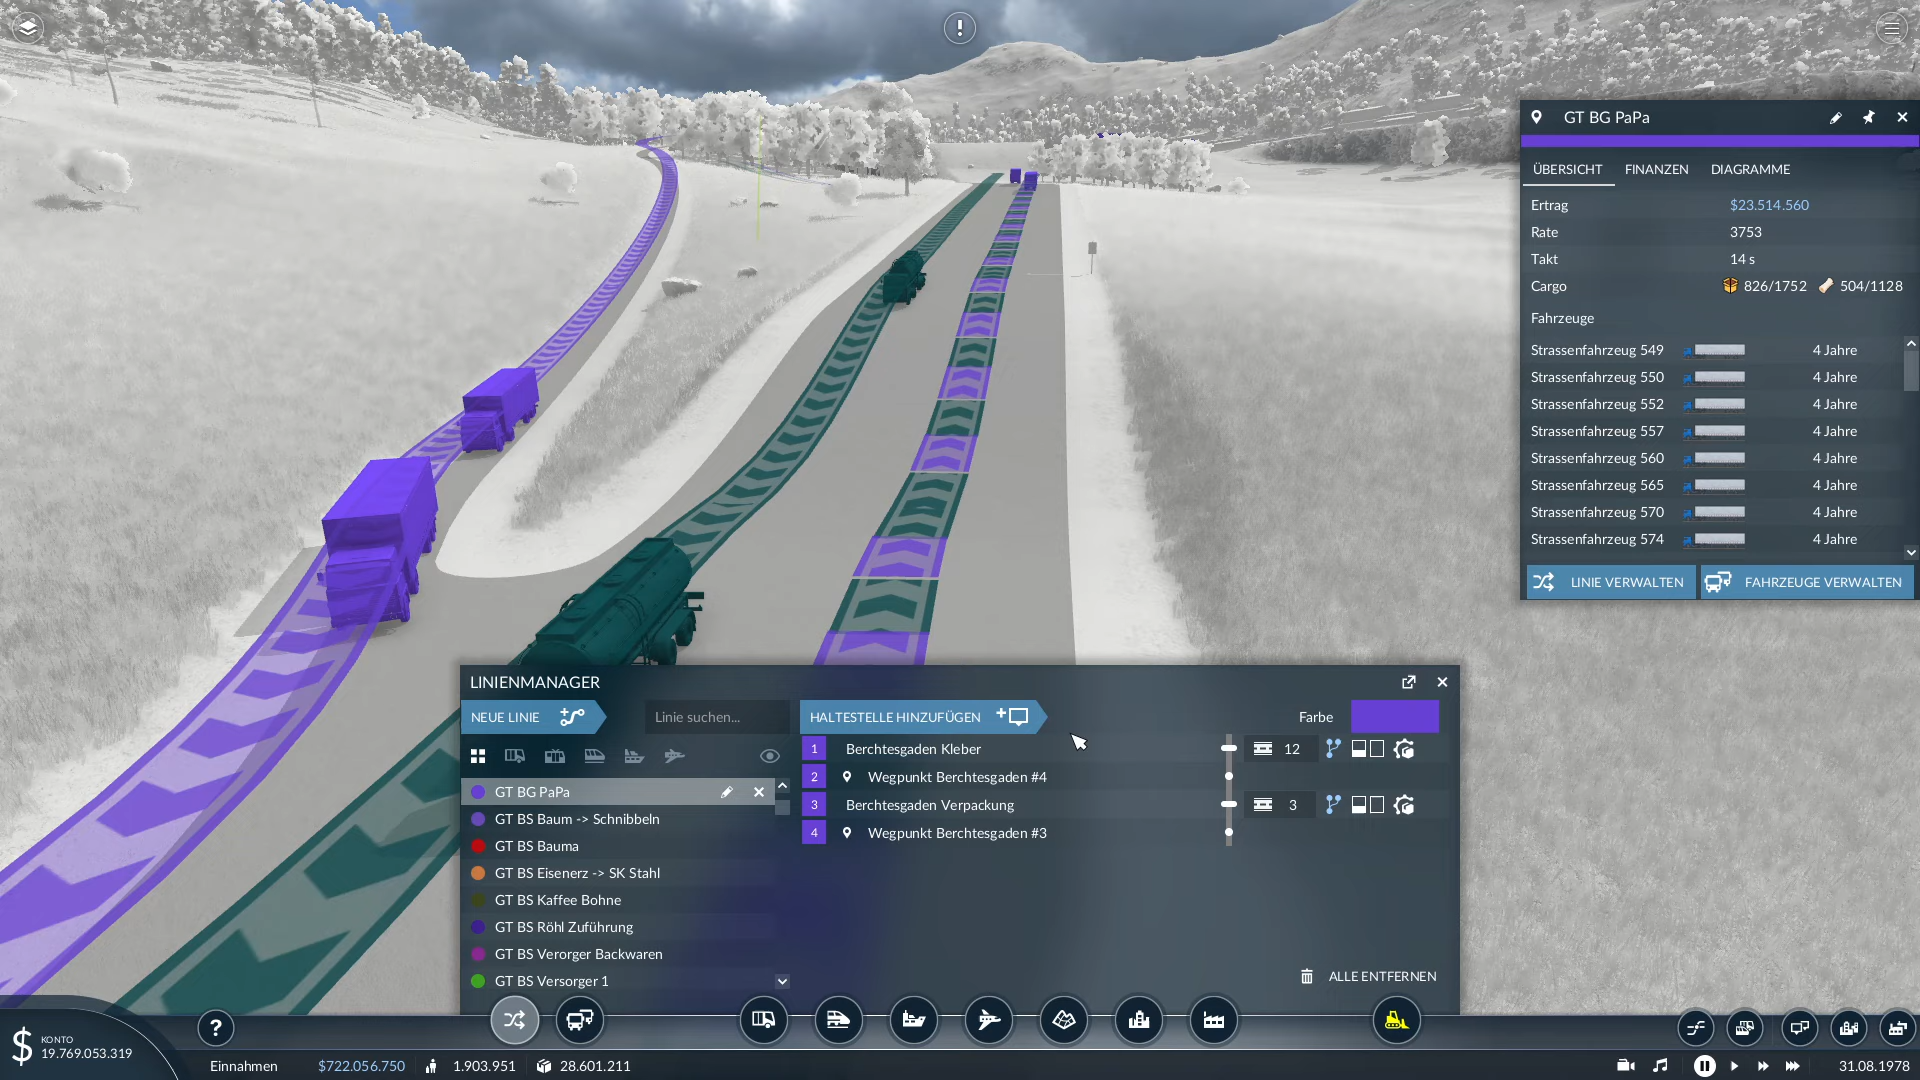 !
GT BG PaPa
ÜBERSICHT FINANZEN DIAGRAMME
Ertrag $23.514.560
Rate 3753
Takt 14 s
Cargo 826/1752 504/1128
Fahrzeuge
Strassenfahrzeug 549 4 Jahre
Strassenfahrzeug 550 4 Jahre
Strassenfahrzeug 552 4 Jahre
Strassenfahrzeug 557 4 Jahre
Strassenfahrzeug 560 4 Jahre
Strassenfahrzeug 565 4 Jahre
Strassenfahrzeug 570 4 Jahre
Strassenfahrzeug 574 4 Jahre
LINIE VERWALTEN FAHRZEUGE VERWALTEN
LINIENMANAGER
NEUE LINIE Linie suchen... HALTESTELLE HINZUFÜGEN Farbe
1 Berchtesgaden Kleber 12
2 Wegpunkt Berchtesgaden #4
3 Berchtesgaden Verpackung 3
4 Wegpunkt Berchtesgaden #3
GT BG PaPa
GT BS Baum -> Schnibbeln
GT BS Bauma
GT BS Eisenerz -> SK Stahl
GT BS Kaffee Bohne
GT BS Röhl Zuführung
GT BS Verorger Backwaren
GT BS Versorger 1
ALLE ENTFERNEN
$ KONTO
19.769.053.319
?
Einnahmen $722.056.750 1.903.951 28.601.211 31.08.1978